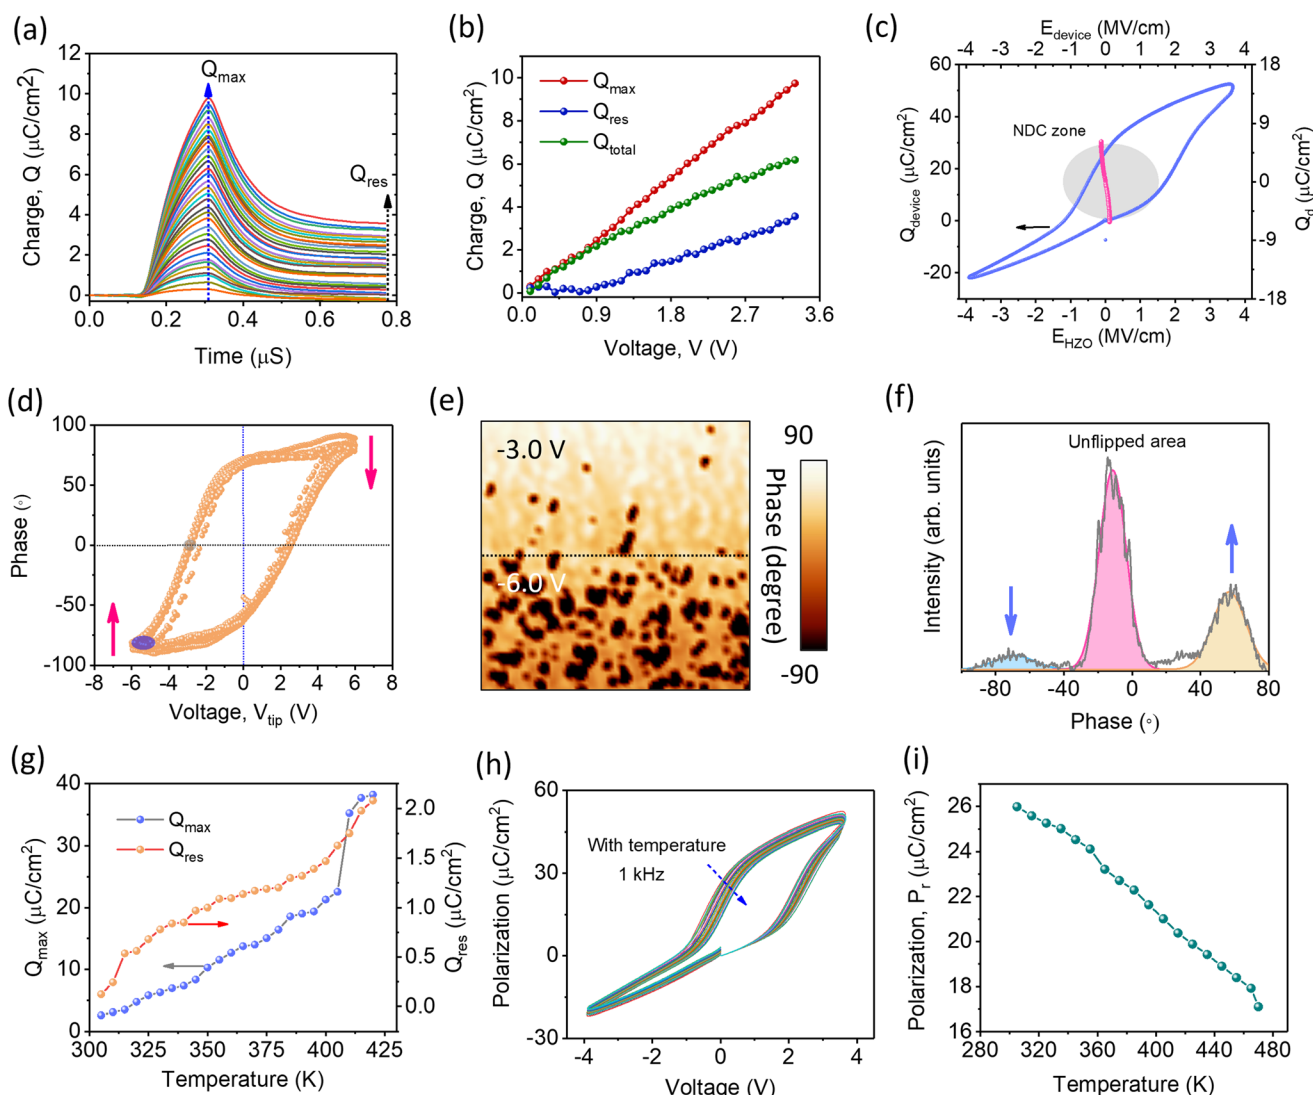 (a)
12
10
8
6
4
2
0
Charge, Q (μC/cm²)
Q_max
Q_res
0.0 0.2 0.4 0.6 0.8
Time (μS)
(b)
10
8
6
4
2
0
Charge, Q (μC/cm²)
Q_max
Q_res
Q_total
0.0 0.9 1.8 2.7 3.6
Voltage, V (V)
(c)
E_device (MV/cm)
-4 -3 -2 -1 0 1 2 3 4
60
40
20
0
-20
Q_device (μC/cm²)
NDC zone
18
9
0
-9
-18
-4 -3 -2 -1 0 1 2 3 4
E_HZO (MV/cm)
(d)
100
50
0
-50
-100
Phase (°)
-8 -6 -4 -2 0 2 4 6 8
Voltage, V_tip (V)
(e)
-3.0 V
-6.0 V
90
-90
Phase (degree)
(f)
Unflipped area
Intensity (arb. units)
-80 -40 0 40 80
Phase (°)
(g)
40
30
20
10
0
Q_max (μC/cm²)
Q_max
Q_res
2.0
1.5
1.0
0.5
0.0
Q_res (μC/cm²)
300 325 350 375 400 425
Temperature (K)
(h)
60
30
0
-30
Polarization (μC/cm²)
With temperature
1 kHz
-4 -2 0 2 4
Voltage (V)
(i)
26
24
22
20
18
16
Polarization, P_r (μC/cm²)
280 320 360 400 440 480
Temperature (K)